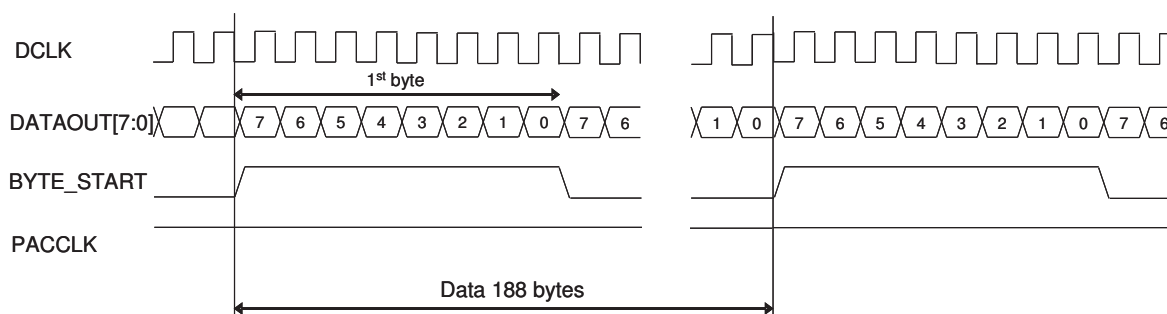 DCLK
1st byte
DATAOUT[7:0] 7 6 5 4 3 2 1 0 7 6 1 0 7 6 5 4 3 2 1 0 7 6
BYTE_START
PACCLK
Data 188 bytes